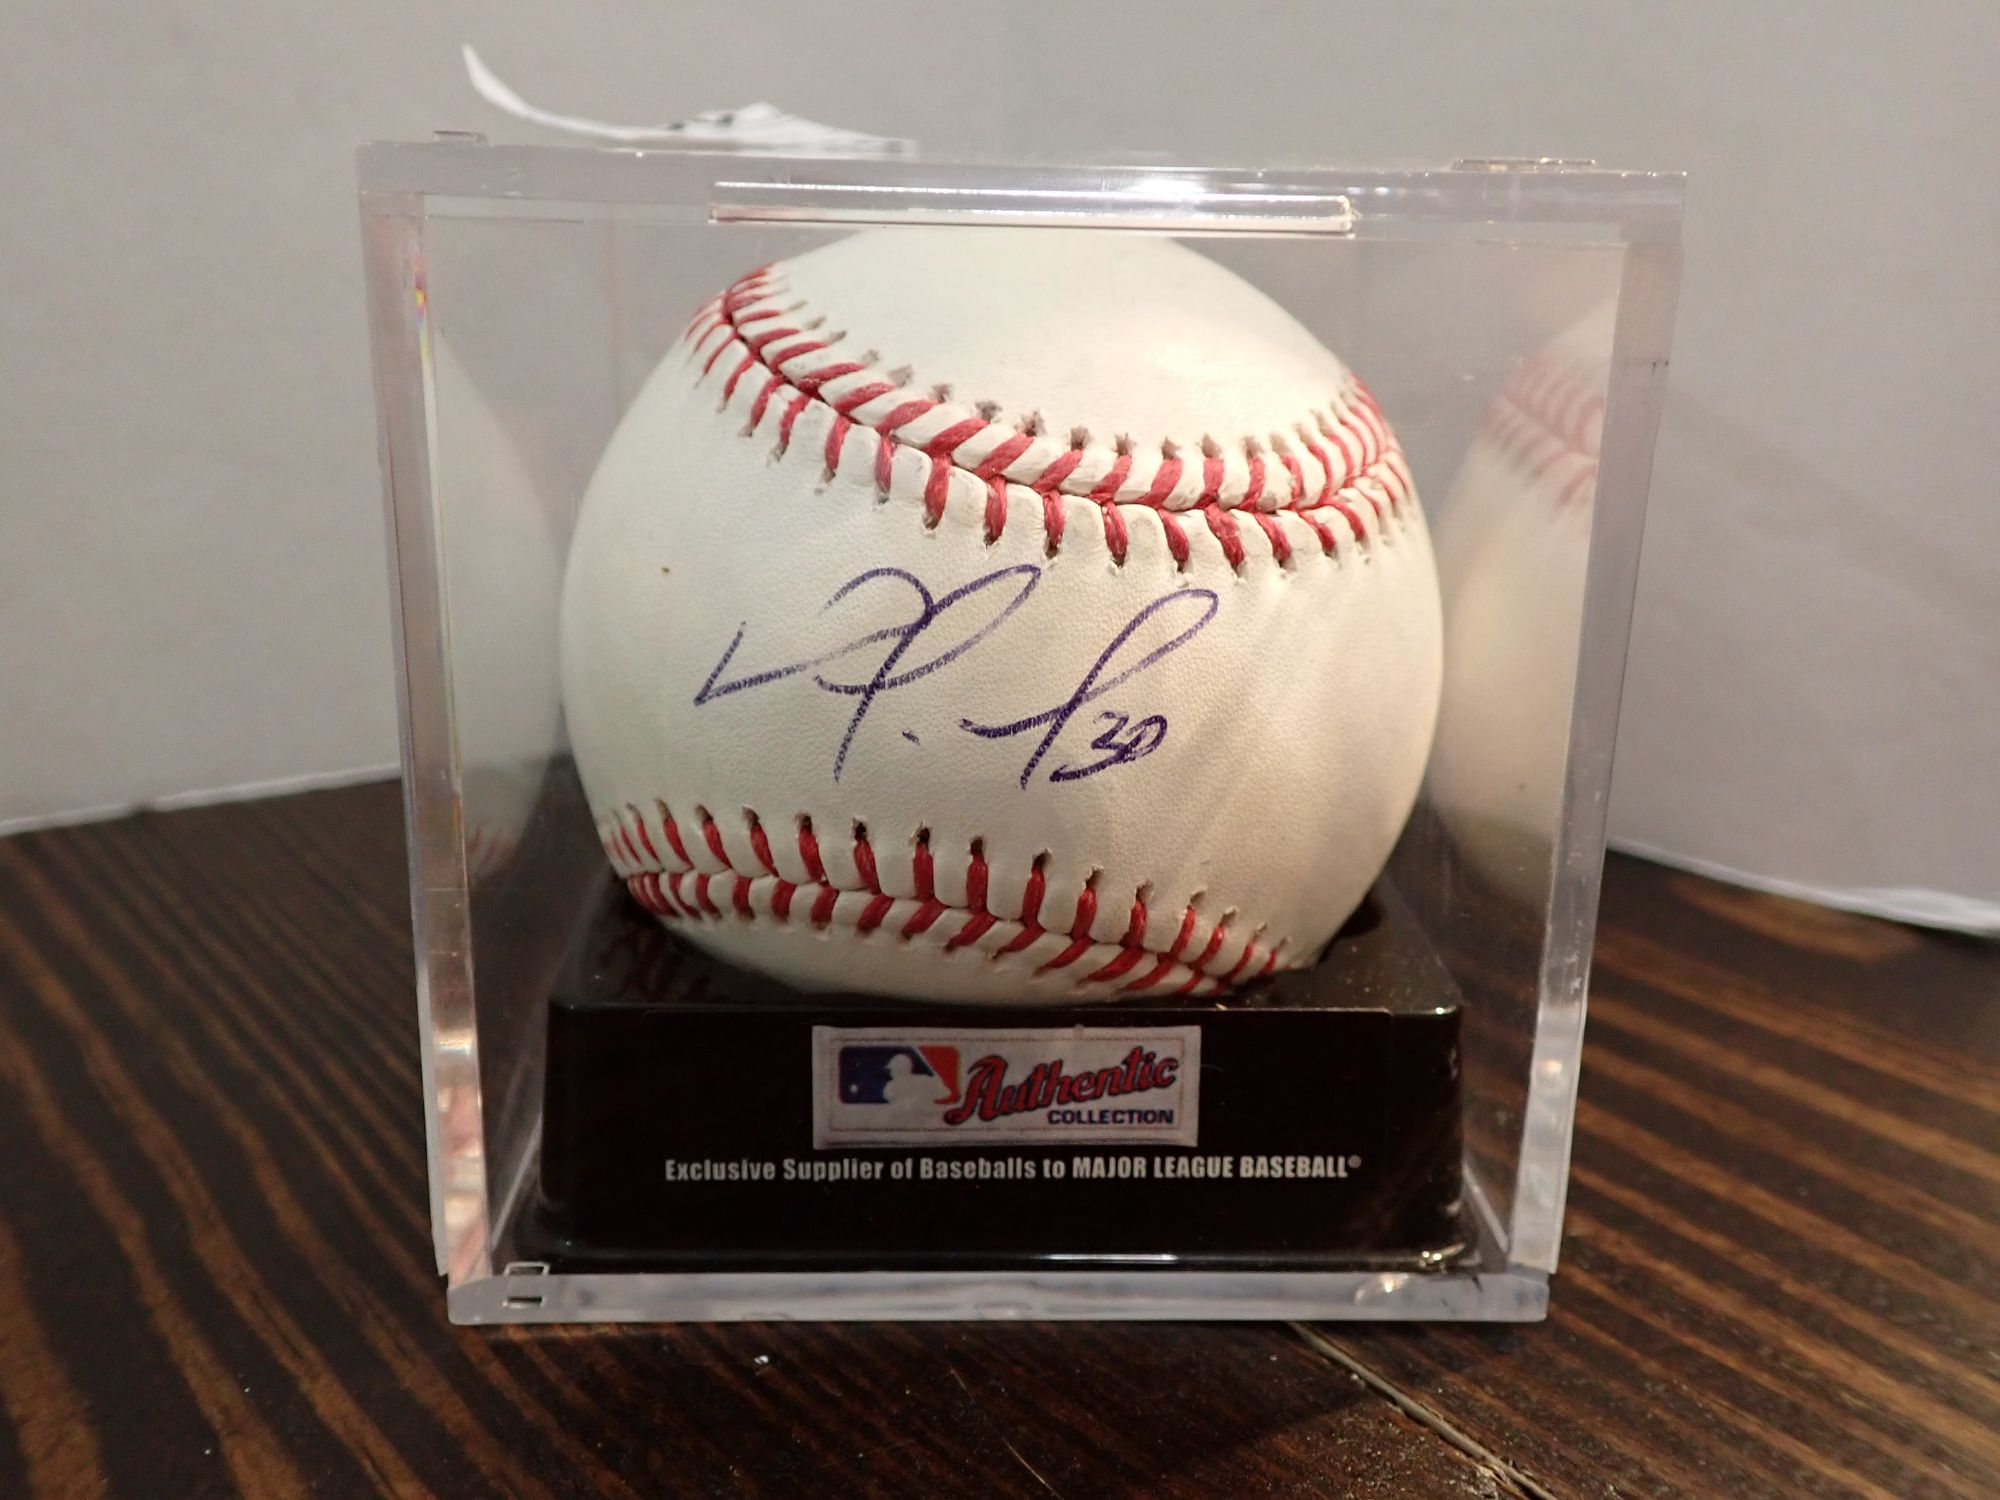 30
Authentic
COLLECTION
Exclusive Supplier of Baseballs to MAJOR LEAGUE BASEBALL®